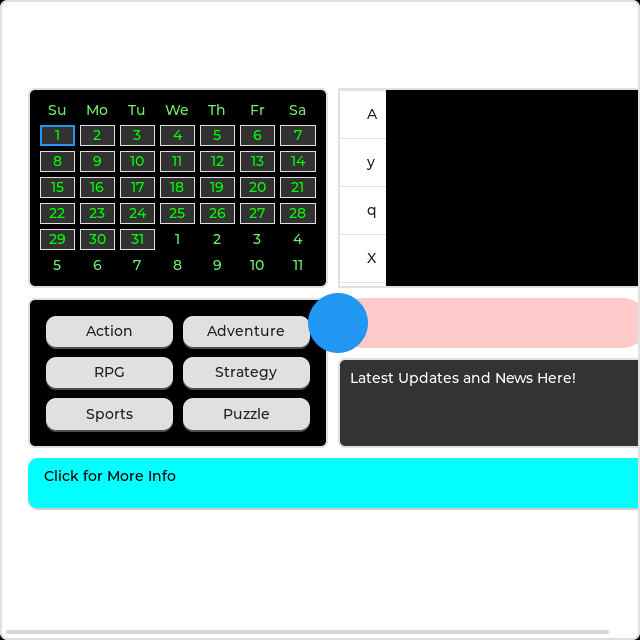 Su Mo Tu We Th Fr Sa
1 2 3 4 5 6 7
8 9 10 11 12 13 14
15 16 17 18 19 20 21
22 23 24 25 26 27 28
29 30 31 1 2 3 4
5 6 7 8 9 10 11
A
y
q
X
Action Adventure
RPG Strategy
Sports Puzzle
Latest Updates and News Here!
Click for More Info